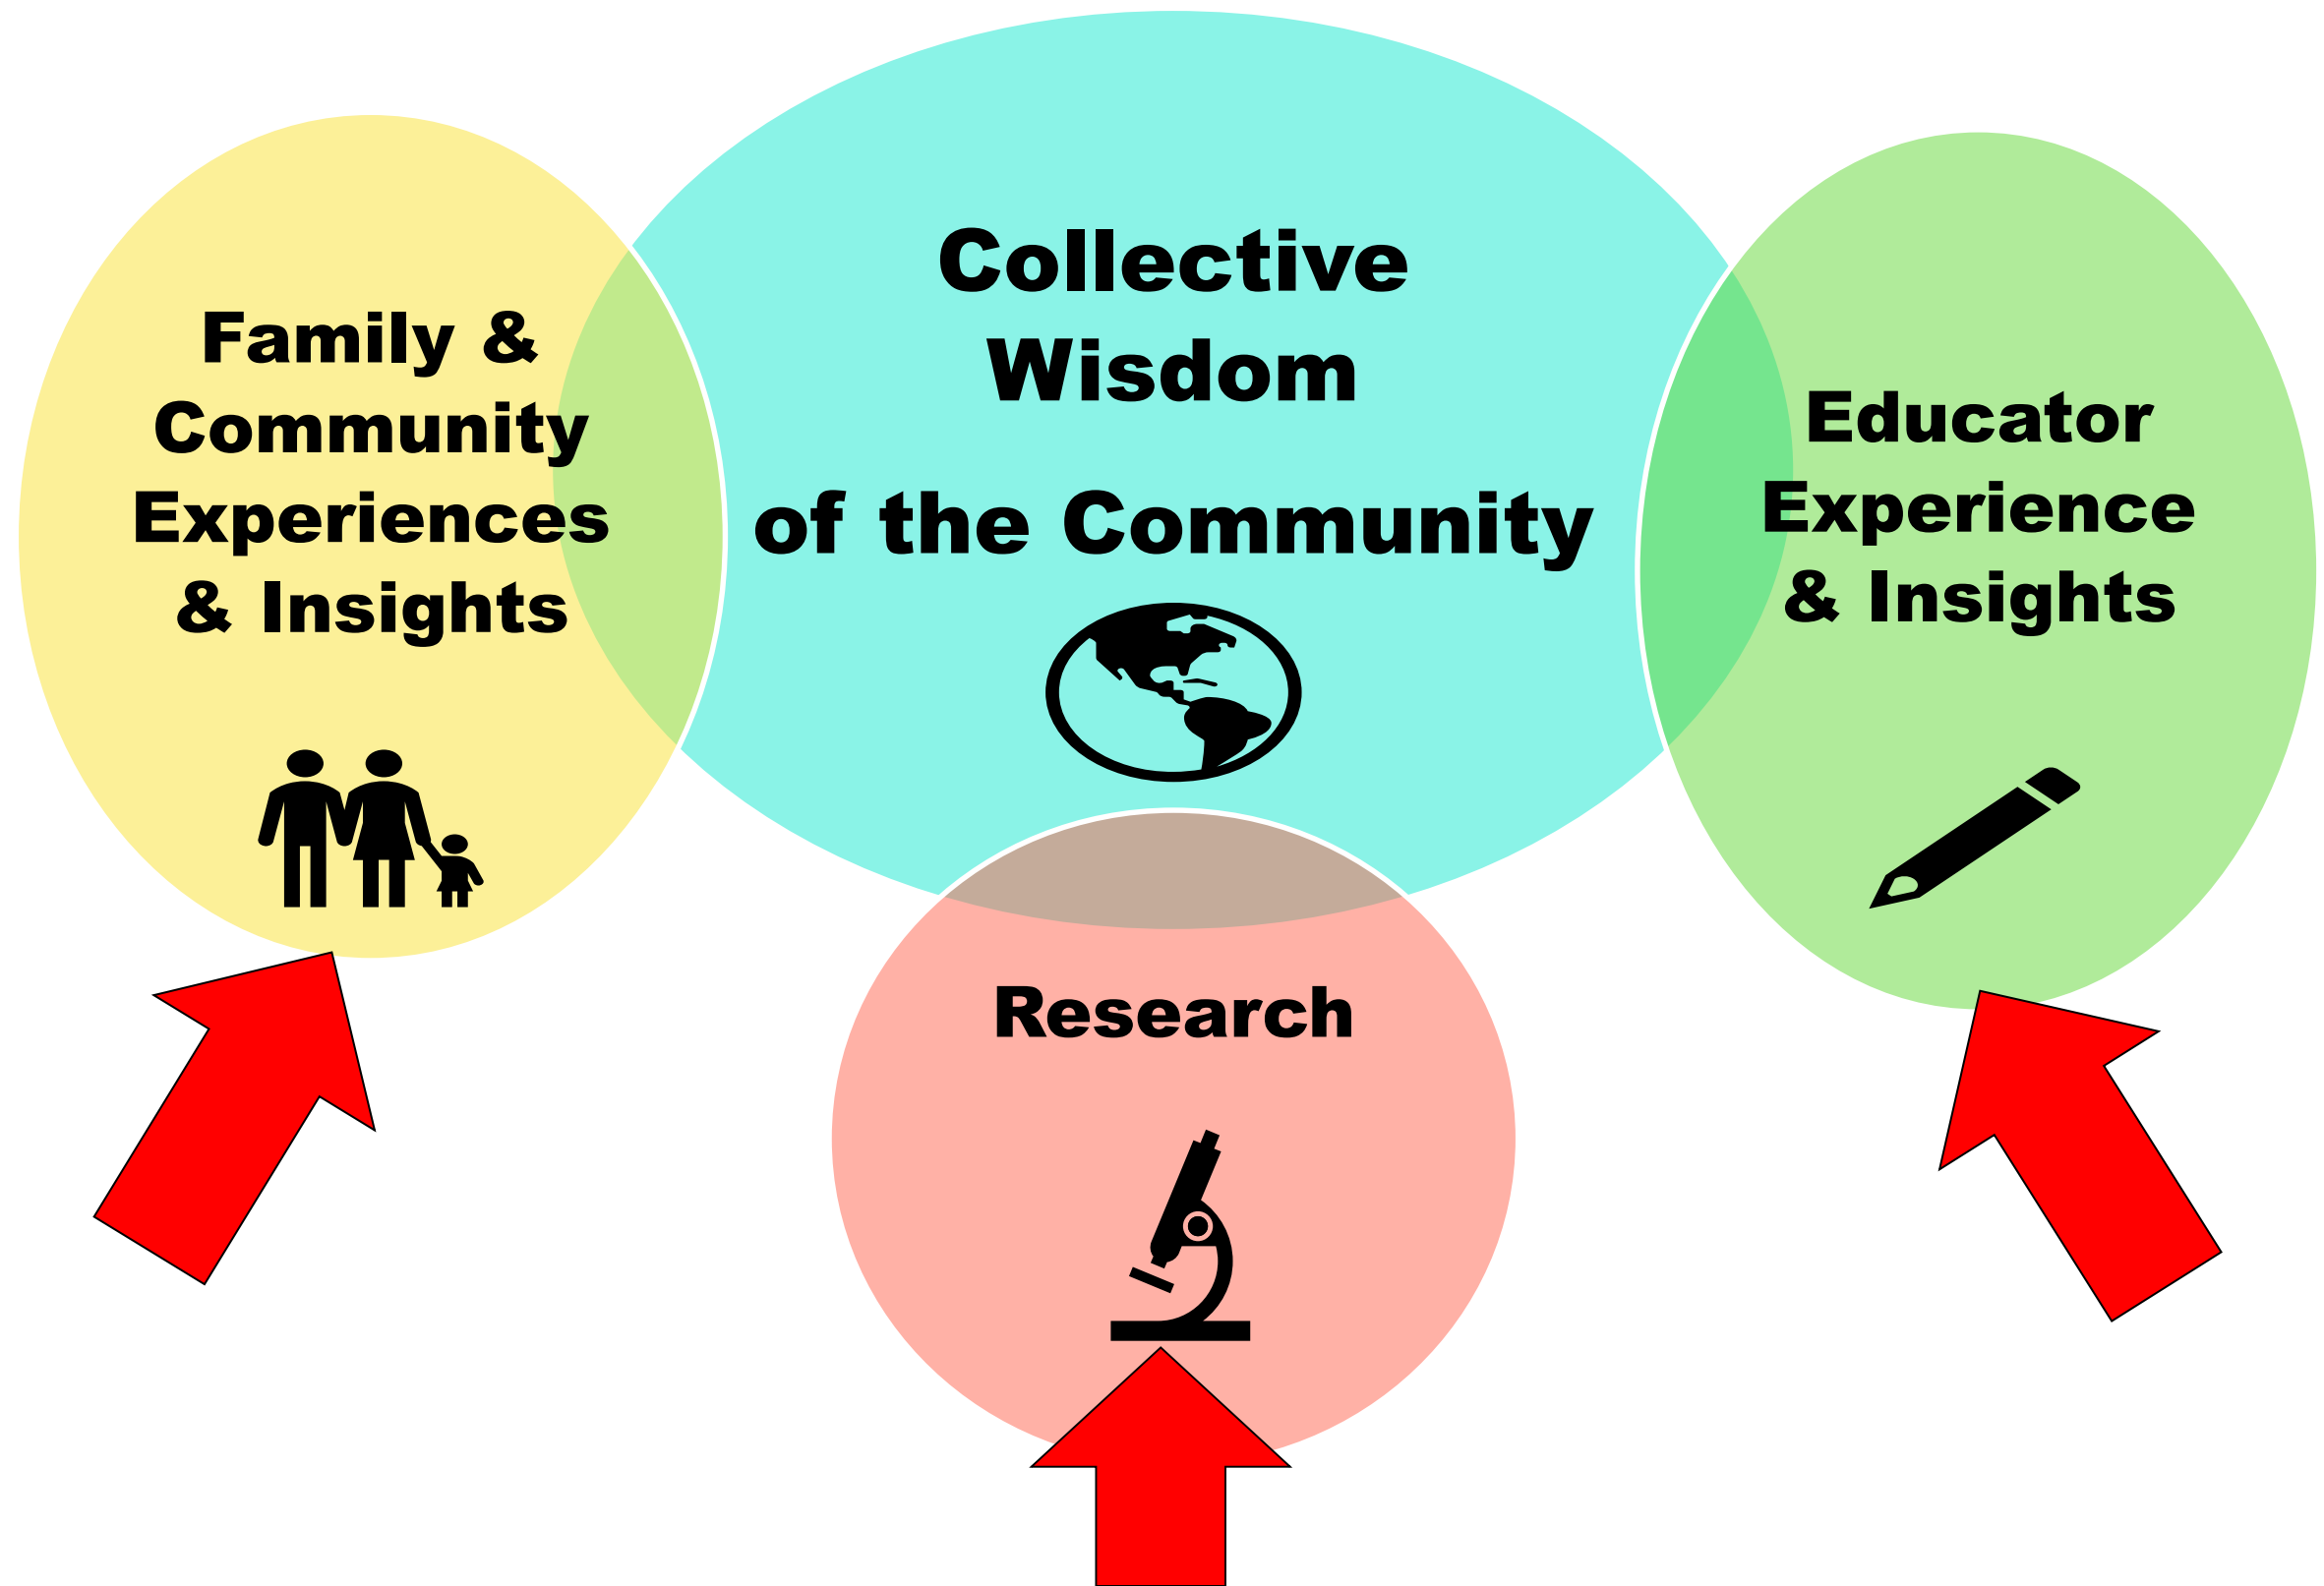 Family &
Community
Experiences
& Insights
Collective
Wisdom
of the Community
Educator
Experience
& Insights
Research